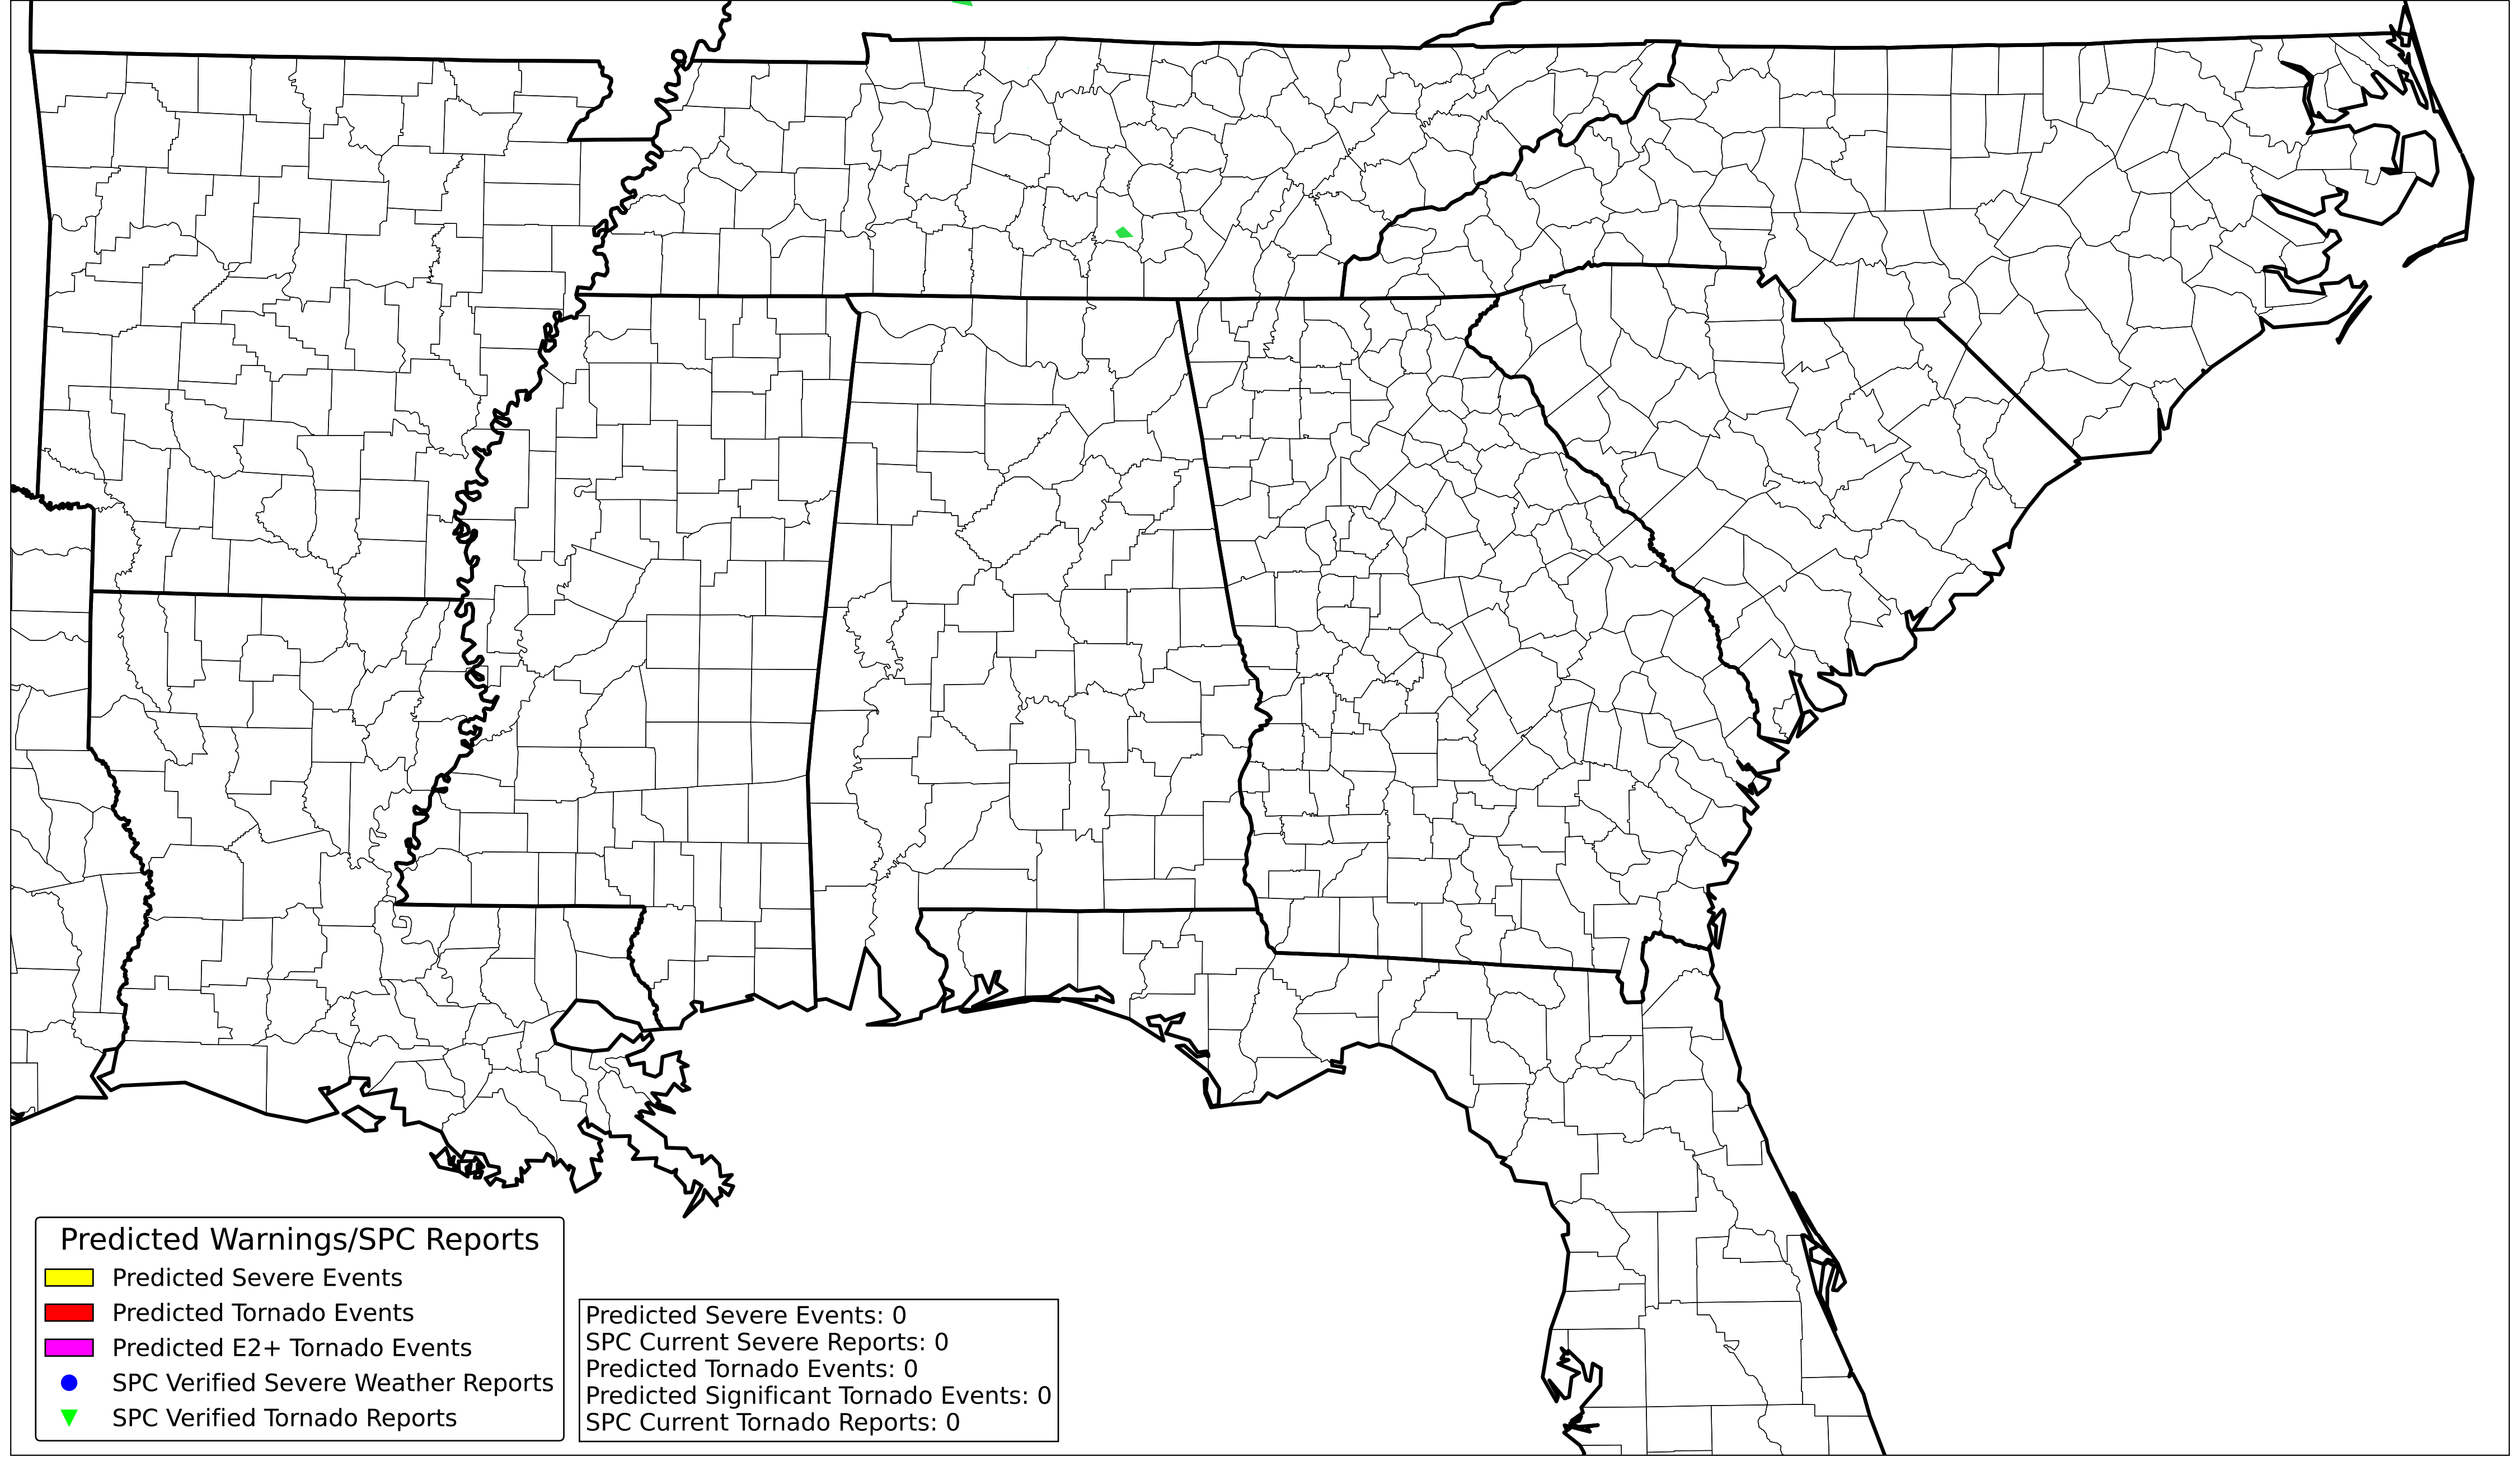 Predicted Warnings/SPC Reports
Predicted Severe Events
Predicted Tornado Events
Predicted E2+ Tornado Events
SPC Verified Severe Weather Reports
SPC Verified Tornado Reports
Predicted Severe Events: 0
SPC Current Severe Reports: 0
Predicted Tornado Events: 0
Predicted Significant Tornado Events: 0
SPC Current Tornado Reports: 0